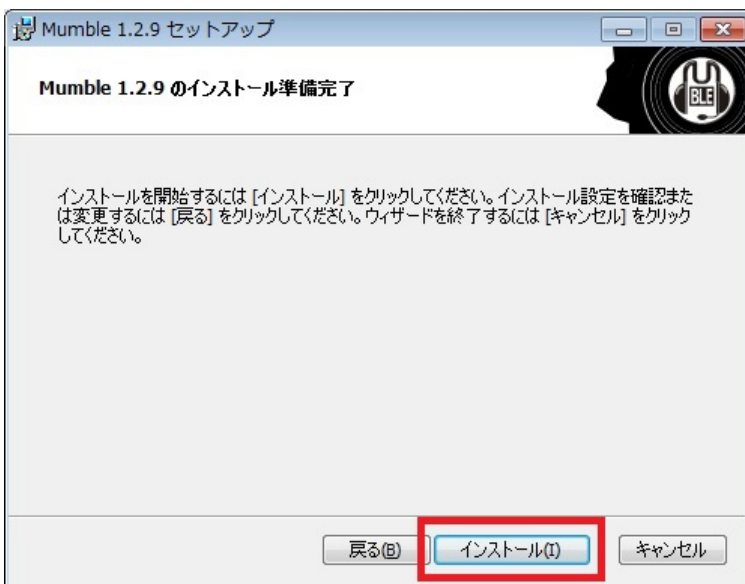 Mumble 1.2.9 セットアップ
Mumble 1.2.9 のインストール準備完了
BLE
インストールを開始するには [インストール] をクリックしてください。インストール設定を確認また
は変更するには [戻る] をクリックしてください。ウィザードを終了するには [キャンセル] をクリック
してください。
戻る(B) インストール(I) キャンセル